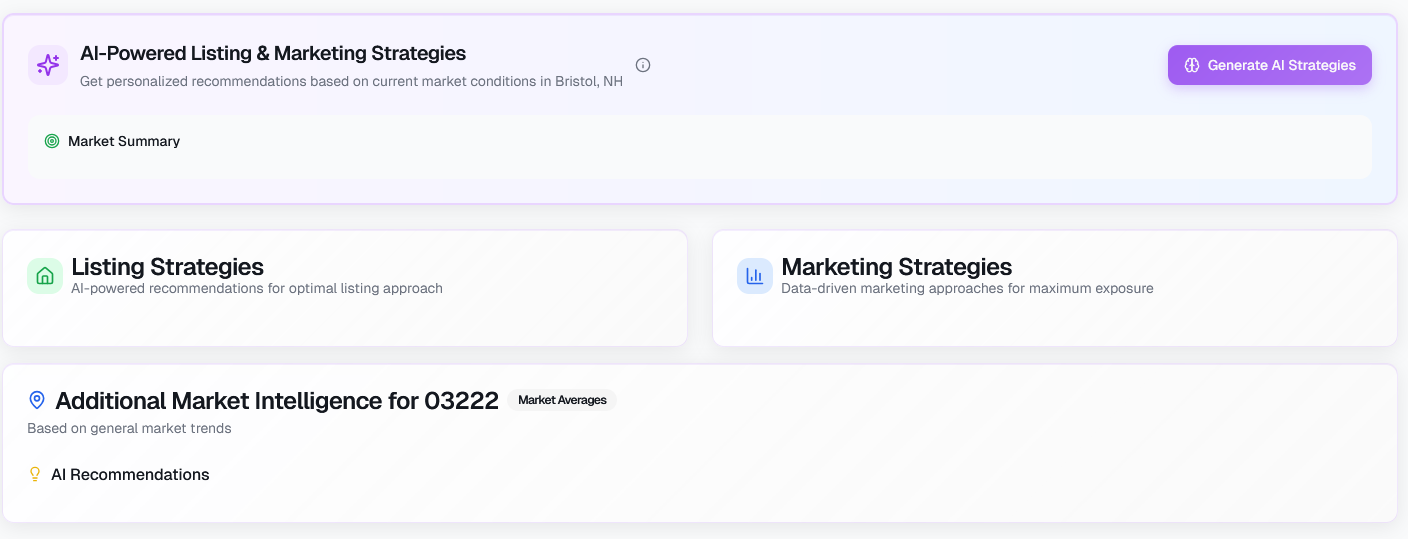 AI-Powered Listing & Marketing Strategies
Get personalized recommendations based on current market conditions in Bristol, NH
Generate AI Strategies
Market Summary
Listing Strategies
AI-powered recommendations for optimal listing approach
Marketing Strategies
Data-driven marketing approaches for maximum exposure
Additional Market Intelligence for 03222
Market Averages
Based on general market trends
AI Recommendations